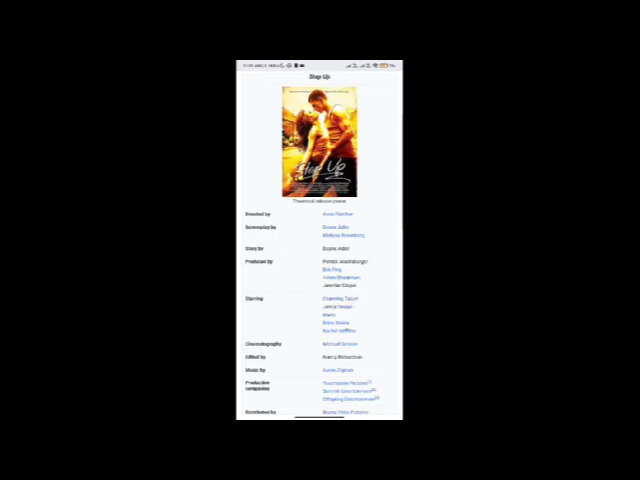 Step Up
Step Up
Theatrical release poster
Directed by Anne Fletcher
Screenplay by Duane Adler
Melissa Rosenberg
Story by Duane Adler
Produced by Patrick Wachsberger
Erik Feig
Adam Shankman
Jennifer Gibgot
Starring Channing Tatum
Jenna Dewan
Mario
Drew Sidora
Rachel Griffiths
Cinematography Michael Seresin
Edited by Nancy Richardson
Music by Aaron Zigman
Production Touchstone Pictures
companies Summit Entertainment
Offspring Entertainment
Distributed by Buena Vista Pictures